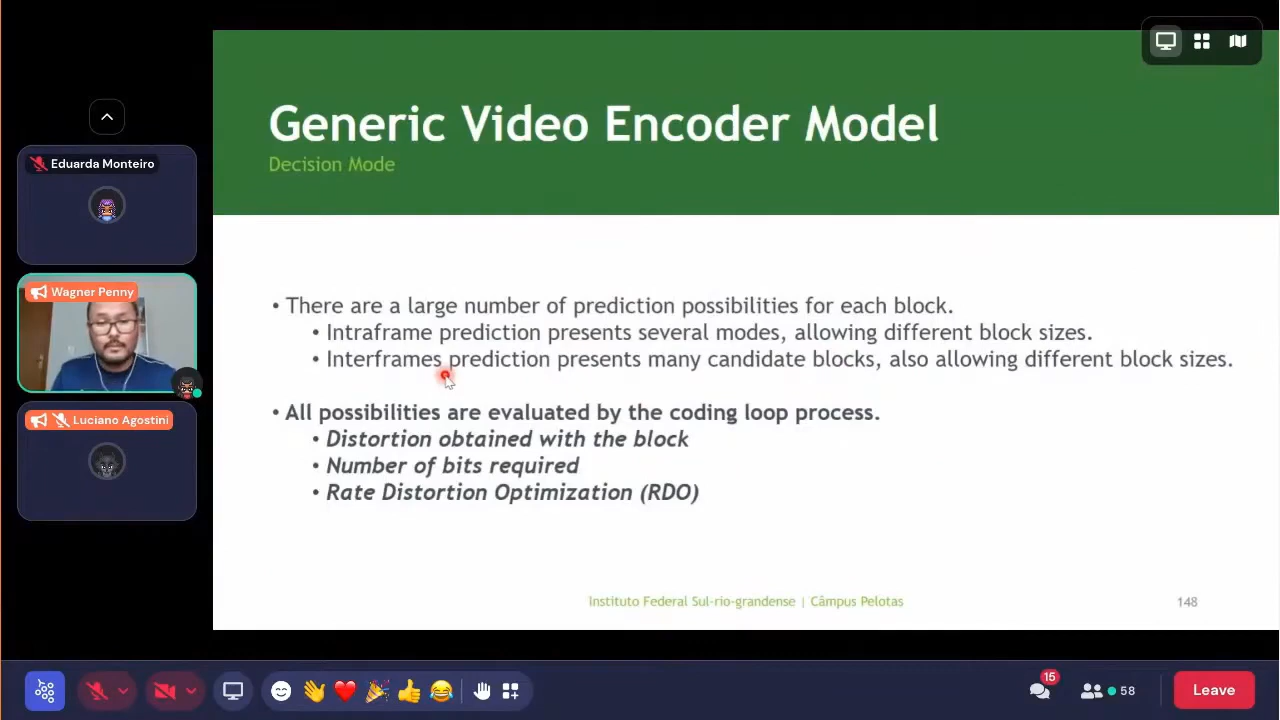 Generic Video Encoder Model
Decision Mode
Eduarda Monteiro
Wagner Penny
Luciano Agostini
• There are a large number of prediction possibilities for each block.
• Intraframe prediction presents several modes, allowing different block sizes.
• Interframes prediction presents many candidate blocks, also allowing different block sizes.
• All possibilities are evaluated by the coding loop process.
• Distortion obtained with the block
• Number of bits required
• Rate Distortion Optimization (RDO)
Instituto Federal Sul-rio-grandense | Câmpus Pelotas
148
15
58
Leave